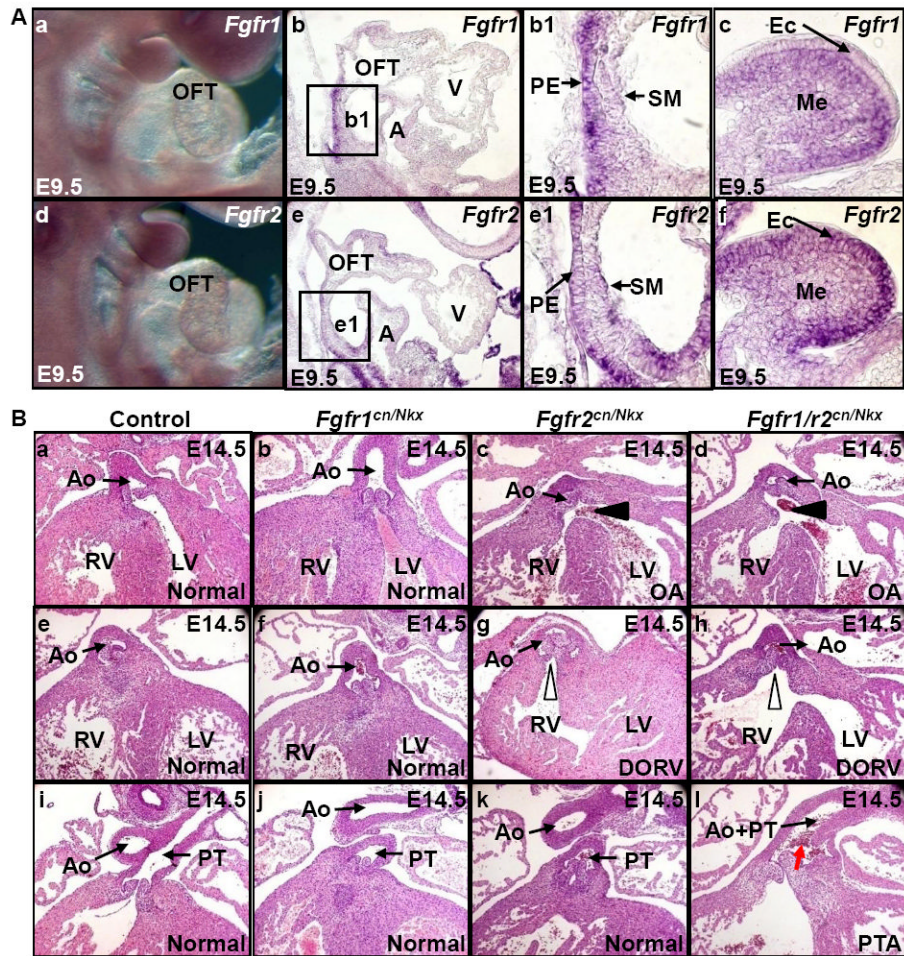 A
a Fgfr1
OFT
E9.5
b Fgfr1
OFT
V
b1
A
E9.5
b1 Fgfr1
PE
SM
c Ec Fgfr1
Me
E9.5
d Fgfr2
OFT
E9.5
e Fgfr2
OFT
e1
A
V
E9.5
e1 Fgfr2
PE
SM
f Ec Fgfr2
Me
E9.5
B
Control
Fgfr1cn/Nkx
Fgfr2cn/Nkx
Fgfr1/r2cn/Nkx
a E14.5
Ao
RV LV
Normal
b E14.5
Ao
RV LV
Normal
c E14.5
Ao
RV LV
OA
d E14.5
Ao
RV LV
OA
e E14.5
Ao
RV LV
Normal
f E14.5
Ao
RV LV
Normal
g E14.5
Ao
RV LV
DORV
h E14.5
Ao
RV LV
DORV
i E14.5
Ao PT
Normal
j E14.5
Ao
PT
Normal
k E14.5
Ao
PT
Normal
l E14.5
Ao+PT
PTA